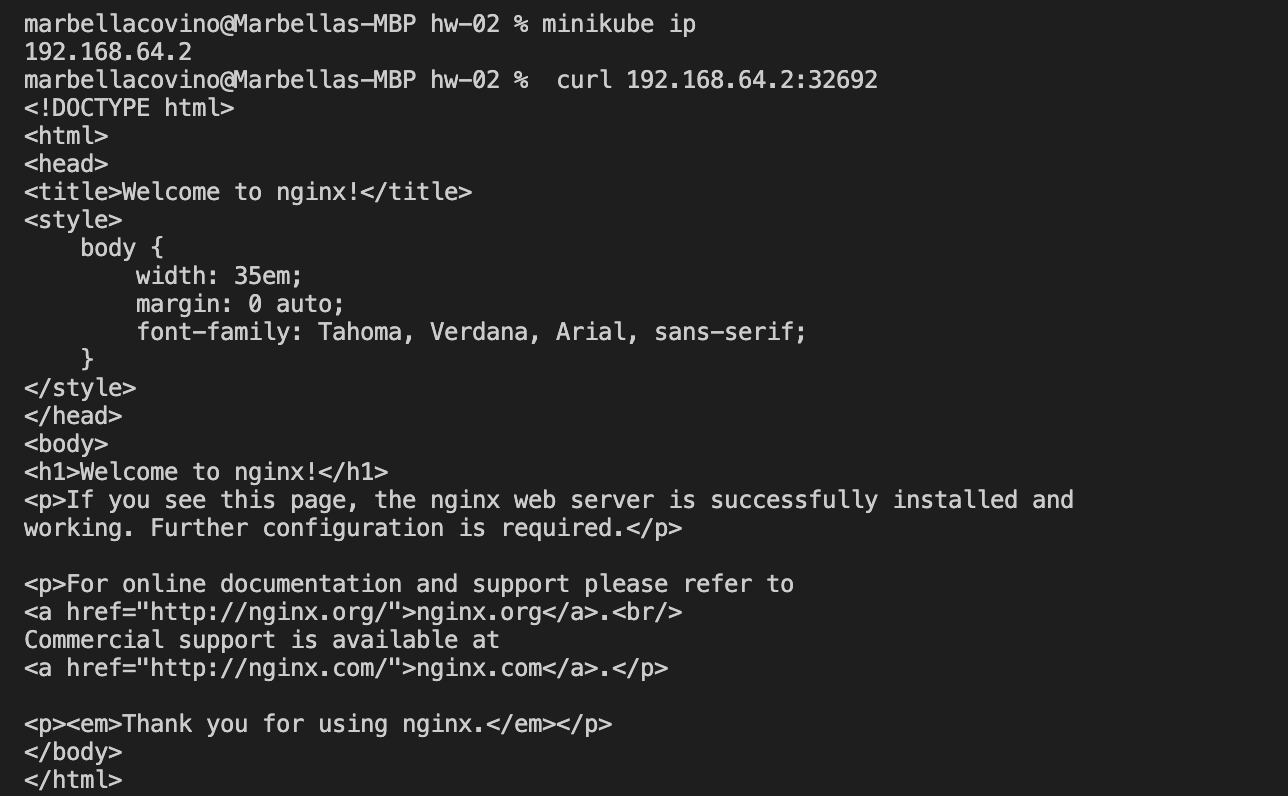 marbellacovino@Marbellas-MBP hw-02 % minikube ip
192.168.64.2
marbellacovino@Marbellas-MBP hw-02 %  curl 192.168.64.2:32692
<!DOCTYPE html>
<html>
<head>
<title>Welcome to nginx!</title>
<style>
    body {
        width: 35em;
        margin: 0 auto;
        font-family: Tahoma, Verdana, Arial, sans-serif;
    }
</style>
</head>
<body>
<h1>Welcome to nginx!</h1>
<p>If you see this page, the nginx web server is successfully installed and
working. Further configuration is required.</p>

<p>For online documentation and support please refer to
<a href="http://nginx.org/">nginx.org</a>.<br/>
Commercial support is available at
<a href="http://nginx.com/">nginx.com</a>.</p>

<p><em>Thank you for using nginx.</em></p>
</body>
</html>